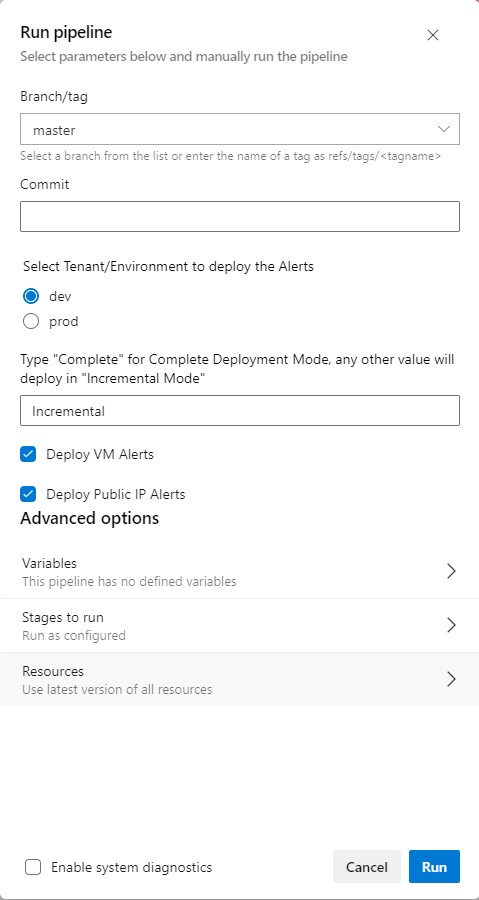 Run pipeline
Select parameters below and manually run the pipeline
Branch/tag
master
Select a branch from the list or enter the name of a tag as refs/tags/<tagname>
Commit
Select Tenant/Environment to deploy the Alerts
dev
prod
Type "Complete" for Complete Deployment Mode, any other value will
deploy in "Incremental Mode"
Incremental
Deploy VM Alerts
Deploy Public IP Alerts
Advanced options
Variables
This pipeline has no defined variables
Stages to run
Run as configured
Resources
Use latest version of all resources
Enable system diagnostics
Cancel
Run